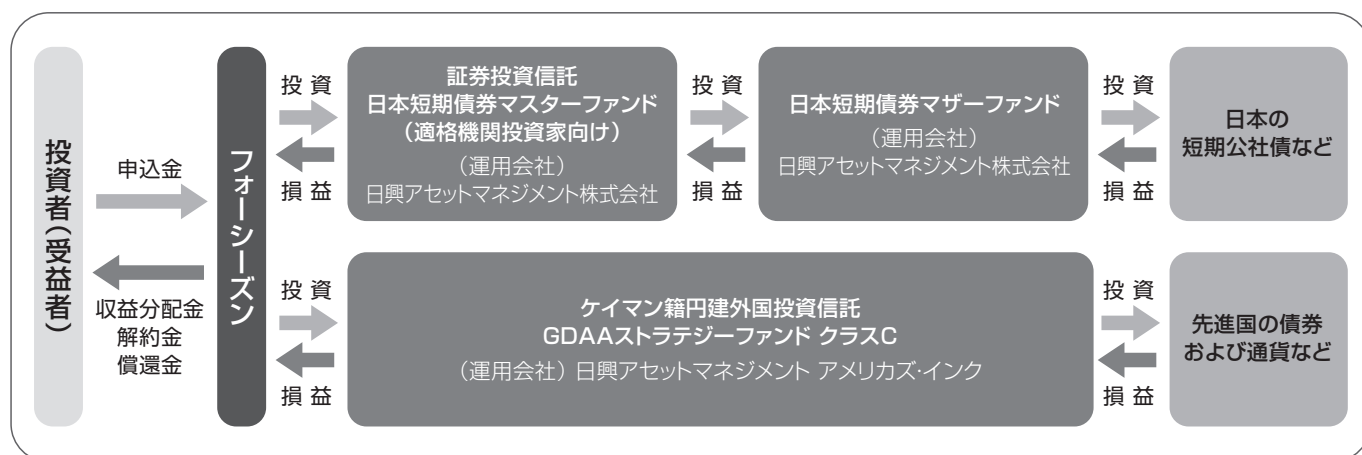 投資者(受益者)
申込金
収益分配金
解約金
償還金
フォーシーズン
投 資
損 益
証券投資信託
日本短期債券マスターファンド
(適格機関投資家向け)
(運用会社)
日興アセットマネジメント株式会社
投 資
損 益
日本短期債券マザーファンド
(運用会社)
日興アセットマネジメント株式会社
投 資
損 益
日本の
短期公社債など
投 資
損 益
ケイマン籍円建外国投資信託
GDAAストラテジーファンド クラスC
(運用会社) 日興アセットマネジメント アメリカズ・インク
投 資
損 益
先進国の債券
および通貨など